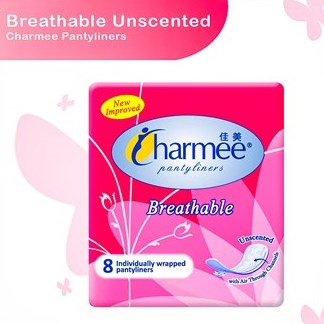 Breathable Unscented
Charmee Pantyliners
New
Improved
佳美
Charmee®
pantyliners
Breathable
8 Individually wrapped
pantyliners
Unscented
with Air Through Channels